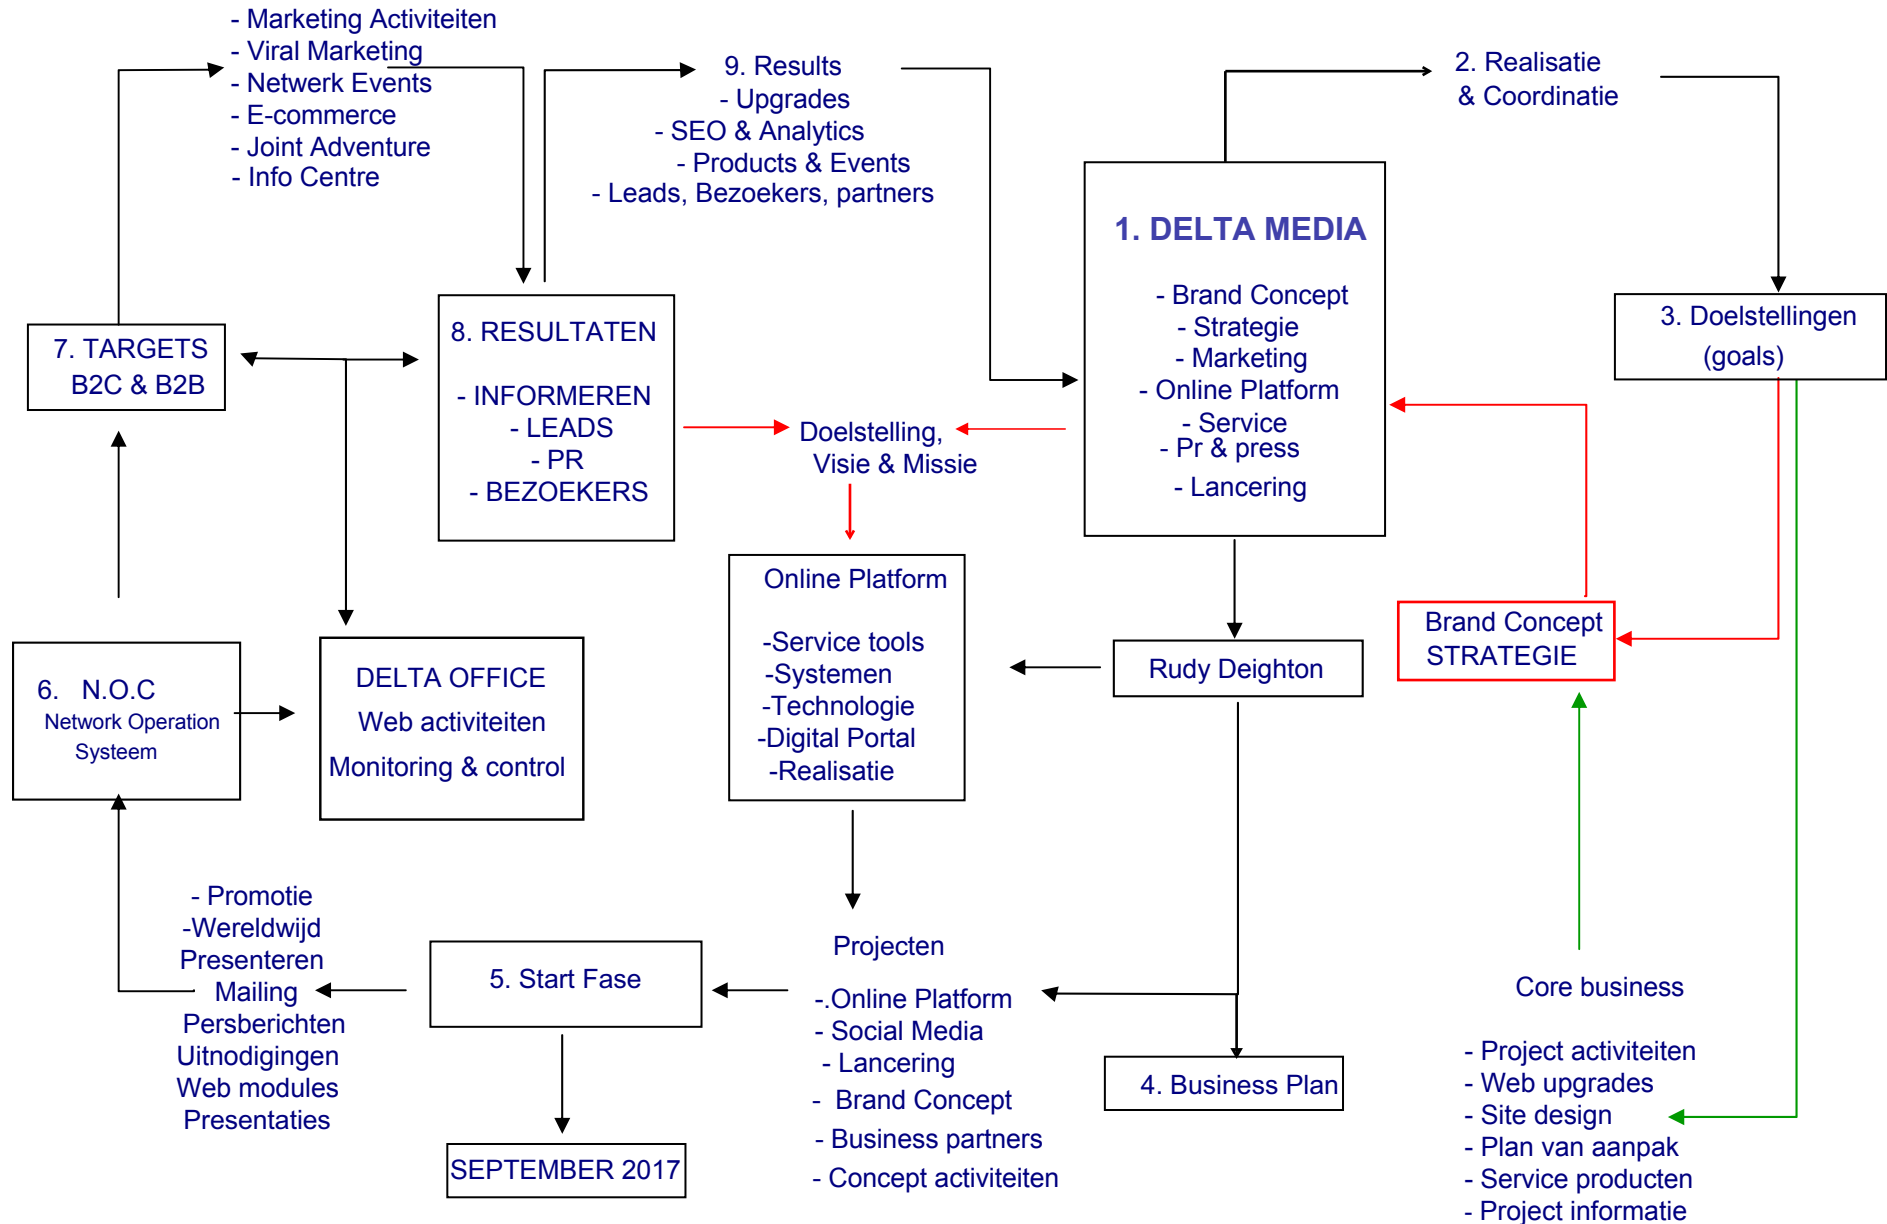 - Marketing Activiteiten
- Viral Marketing
- Netwerk Events
- E-commerce
- Joint Adventure
- Info Centre
9. Results
- Upgrades
- SEO & Analytics
- Products & Events
- Leads, Bezoekers, partners
2. Realisatie
& Coordinatie
1. DELTA MEDIA
- Brand Concept
- Strategie
- Marketing
- Online Platform
- Service
- Pr & press
- Lancering
3. Doelstellingen
(goals)
7. TARGETS
B2C & B2B
8. RESULTATEN
- INFORMEREN
- LEADS
- PR
- BEZOEKERS
Doelstelling,
Visie & Missie
Online Platform
-Service tools
-Systemen
-Technologie
-Digital Portal
-Realisatie
Rudy Deighton
Brand Concept
STRATEGIE
6. N.O.C
Network Operation
Systeem
DELTA OFFICE
Web activiteiten
Monitoring & control
- Promotie
-Wereldwijd
Presenteren
Mailing
Persberichten
Uitnodigingen
Web modules
Presentaties
5. Start Fase
SEPTEMBER 2017
Projecten
-.Online Platform
- Social Media
- Lancering
- Brand Concept
- Business partners
- Concept activiteiten
4. Business Plan
Core business
- Project activiteiten
- Web upgrades
- Site design
- Plan van aanpak
- Service producten
- Project informatie